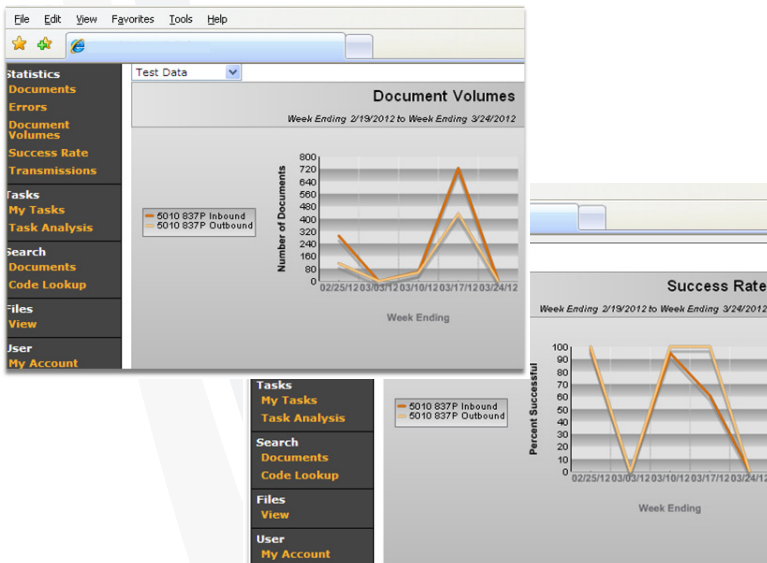 File Edit View Favorites Tools Help
Statistics
Documents
Errors
Document
Volumes
Success Rate
Transmissions
Tasks
My Tasks
Task Analysis
Search
Documents
Code Lookup
Files
View
User
My Account
Test Data
Document Volumes
Week Ending 2/19/2012 to Week Ending 3/24/2012
5010 837P Inbound
5010 837P Outbound
Number of Documents
800
720
640
560
480
400
320
240
160
80
0
02/25/12 03/03/12 03/10/12 03/17/12 03/24/12
Week Ending
Tasks
My Tasks
Task Analysis
Search
Documents
Code Lookup
Files
View
User
My Account
Success Rate
Week Ending 2/19/2012 to Week Ending 3/24/2012
5010 837P Inbound
5010 837P Outbound
Percent Successful
100
90
80
70
60
50
40
30
20
10
0
02/25/12 03/03/12 03/10/12 03/17/12 03/24/12
Week Ending